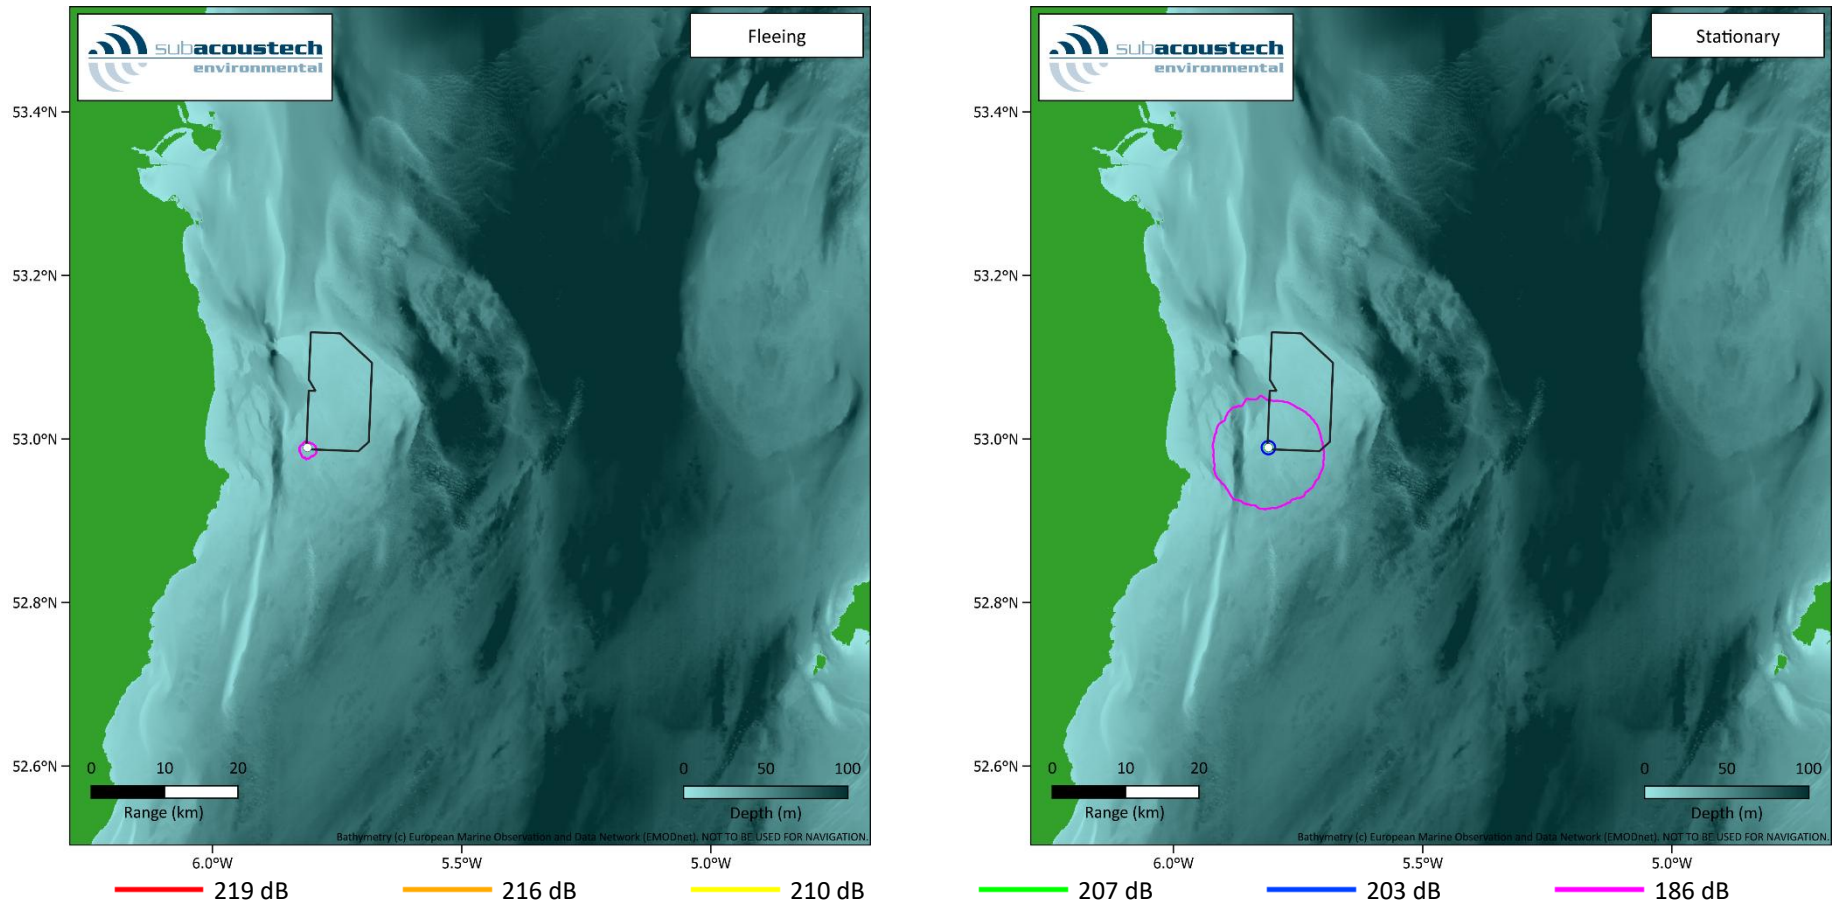 subacoustech
environmental
Fleeing
53.4°N
53.2°N
53.0°N
52.8°N
52.6°N
0 10 20
Range (km)
0 50 100
Depth (m)
Bathymetry (c) European Marine Observation and Data Network (EMODnet). NOT TO BE USED FOR NAVIGATION.
6.0°W 5.5°W 5.0°W
subacoustech
environmental
Stationary
53.4°N
53.2°N
53.0°N
52.8°N
52.6°N
0 10 20
Range (km)
0 50 100
Depth (m)
Bathymetry (c) European Marine Observation and Data Network (EMODnet). NOT TO BE USED FOR NAVIGATION.
6.0°W 5.5°W 5.0°W
219 dB 216 dB 210 dB 207 dB 203 dB 186 dB